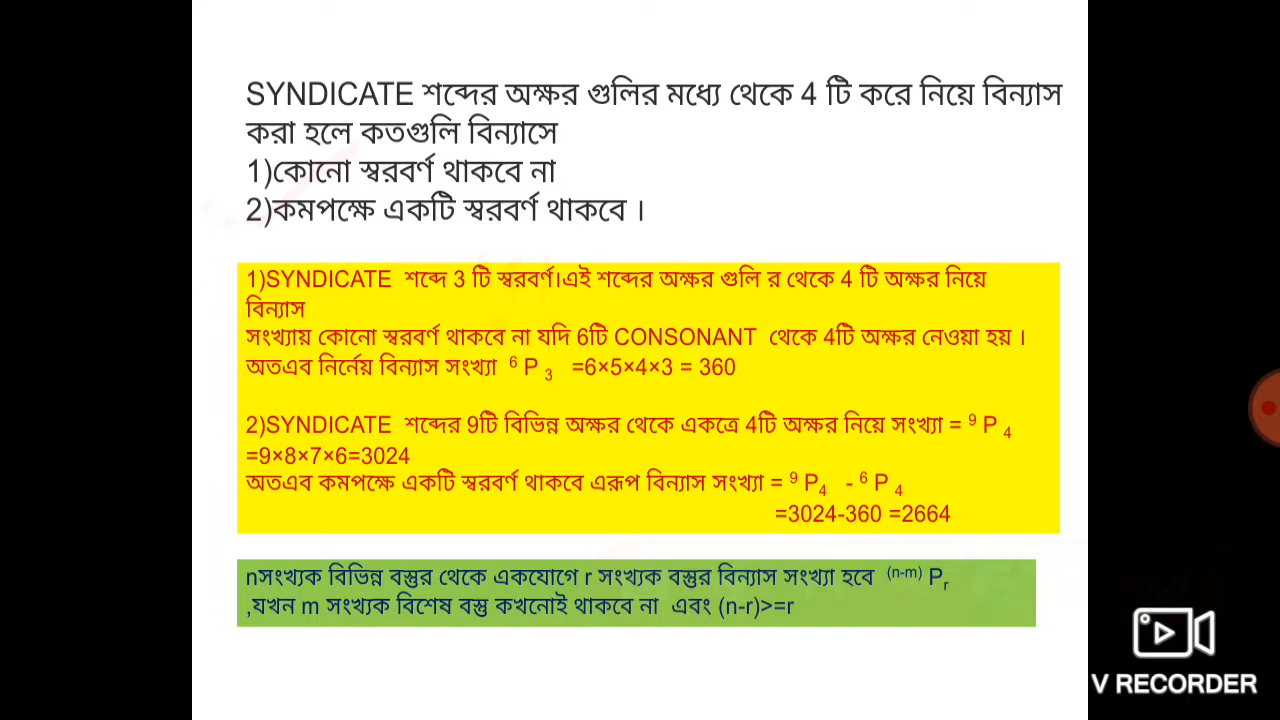 SYNDICATE শব্দের অক্ষর গুলির মধ্যে থেকে 4 টি করে নিয়ে বিন্যাস
করা হলে কতগুলি বিন্যাসে
1)কোনো স্বরবর্ণ থাকবে না
2)কমপক্ষে একটি স্বরবর্ণ থাকবে ।
1)SYNDICATE শব্দে 3 টি স্বরবর্ণ।এই শব্দের অক্ষর গুলি র থেকে 4 টি অক্ষর নিয়ে
বিন্যাস
সংখ্যায় কোনো স্বরবর্ণ থাকবে না যদি 6টি CONSONANT থেকে 4টি অক্ষর নেওয়া হয় ।
অতএব নির্নেয় বিন্যাস সংখ্যা ⁶ P ₃ =6×5×4×3 = 360
2)SYNDICATE শব্দের 9টি বিভিন্ন অক্ষর থেকে একত্রে 4টি অক্ষর নিয়ে সংখ্যা = ⁹ P ₄
=9×8×7×6=3024
অতএব কমপক্ষে একটি স্বরবর্ণ থাকবে এরূপ বিন্যাস সংখ্যা = ⁹ P₄ - ⁶ P ₄
=3024-360 =2664
nসংখ্যক বিভিন্ন বস্তুর থেকে একযোগে r সংখ্যক বস্তুর বিন্যাস সংখ্যা হবে ⁽ⁿ⁻ᵐ⁾ Pᵣ
,যখন m সংখ্যক বিশেষ বস্তু কখনোই থাকবে না এবং (n-r)>=r
V RECORDER